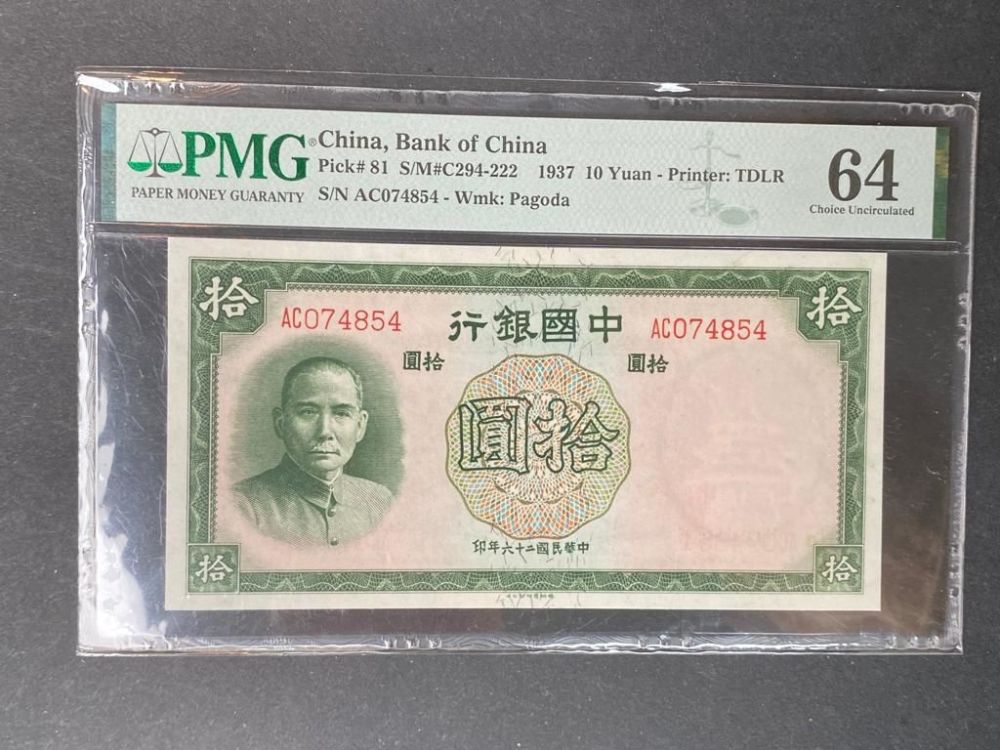 PMG
PAPER MONEY GUARANTY
China, Bank of China
Pick# 81 S/M#C294-222 1937 10 Yuan - Printer: TDLR
S/N AC074854 - Wmk: Pagoda
64
Choice Uncirculated
拾 拾
AC074854 行銀國中 AC074854
圓拾 圓拾
圓拾
印年六十二國民華中
拾 拾